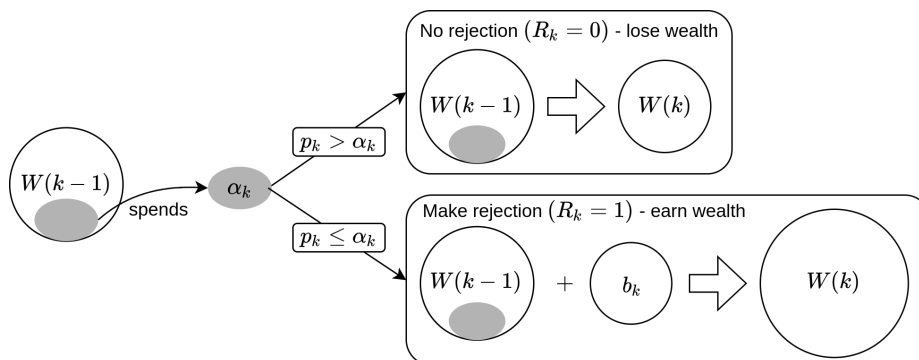 No rejection (R_k = 0) - lose wealth
W(k − 1)
W(k)
p_k > α_k
W(k − 1)
spends
α_k
p_k ≤ α_k
Make rejection (R_k = 1) - earn wealth
W(k − 1)
+
b_k
W(k)